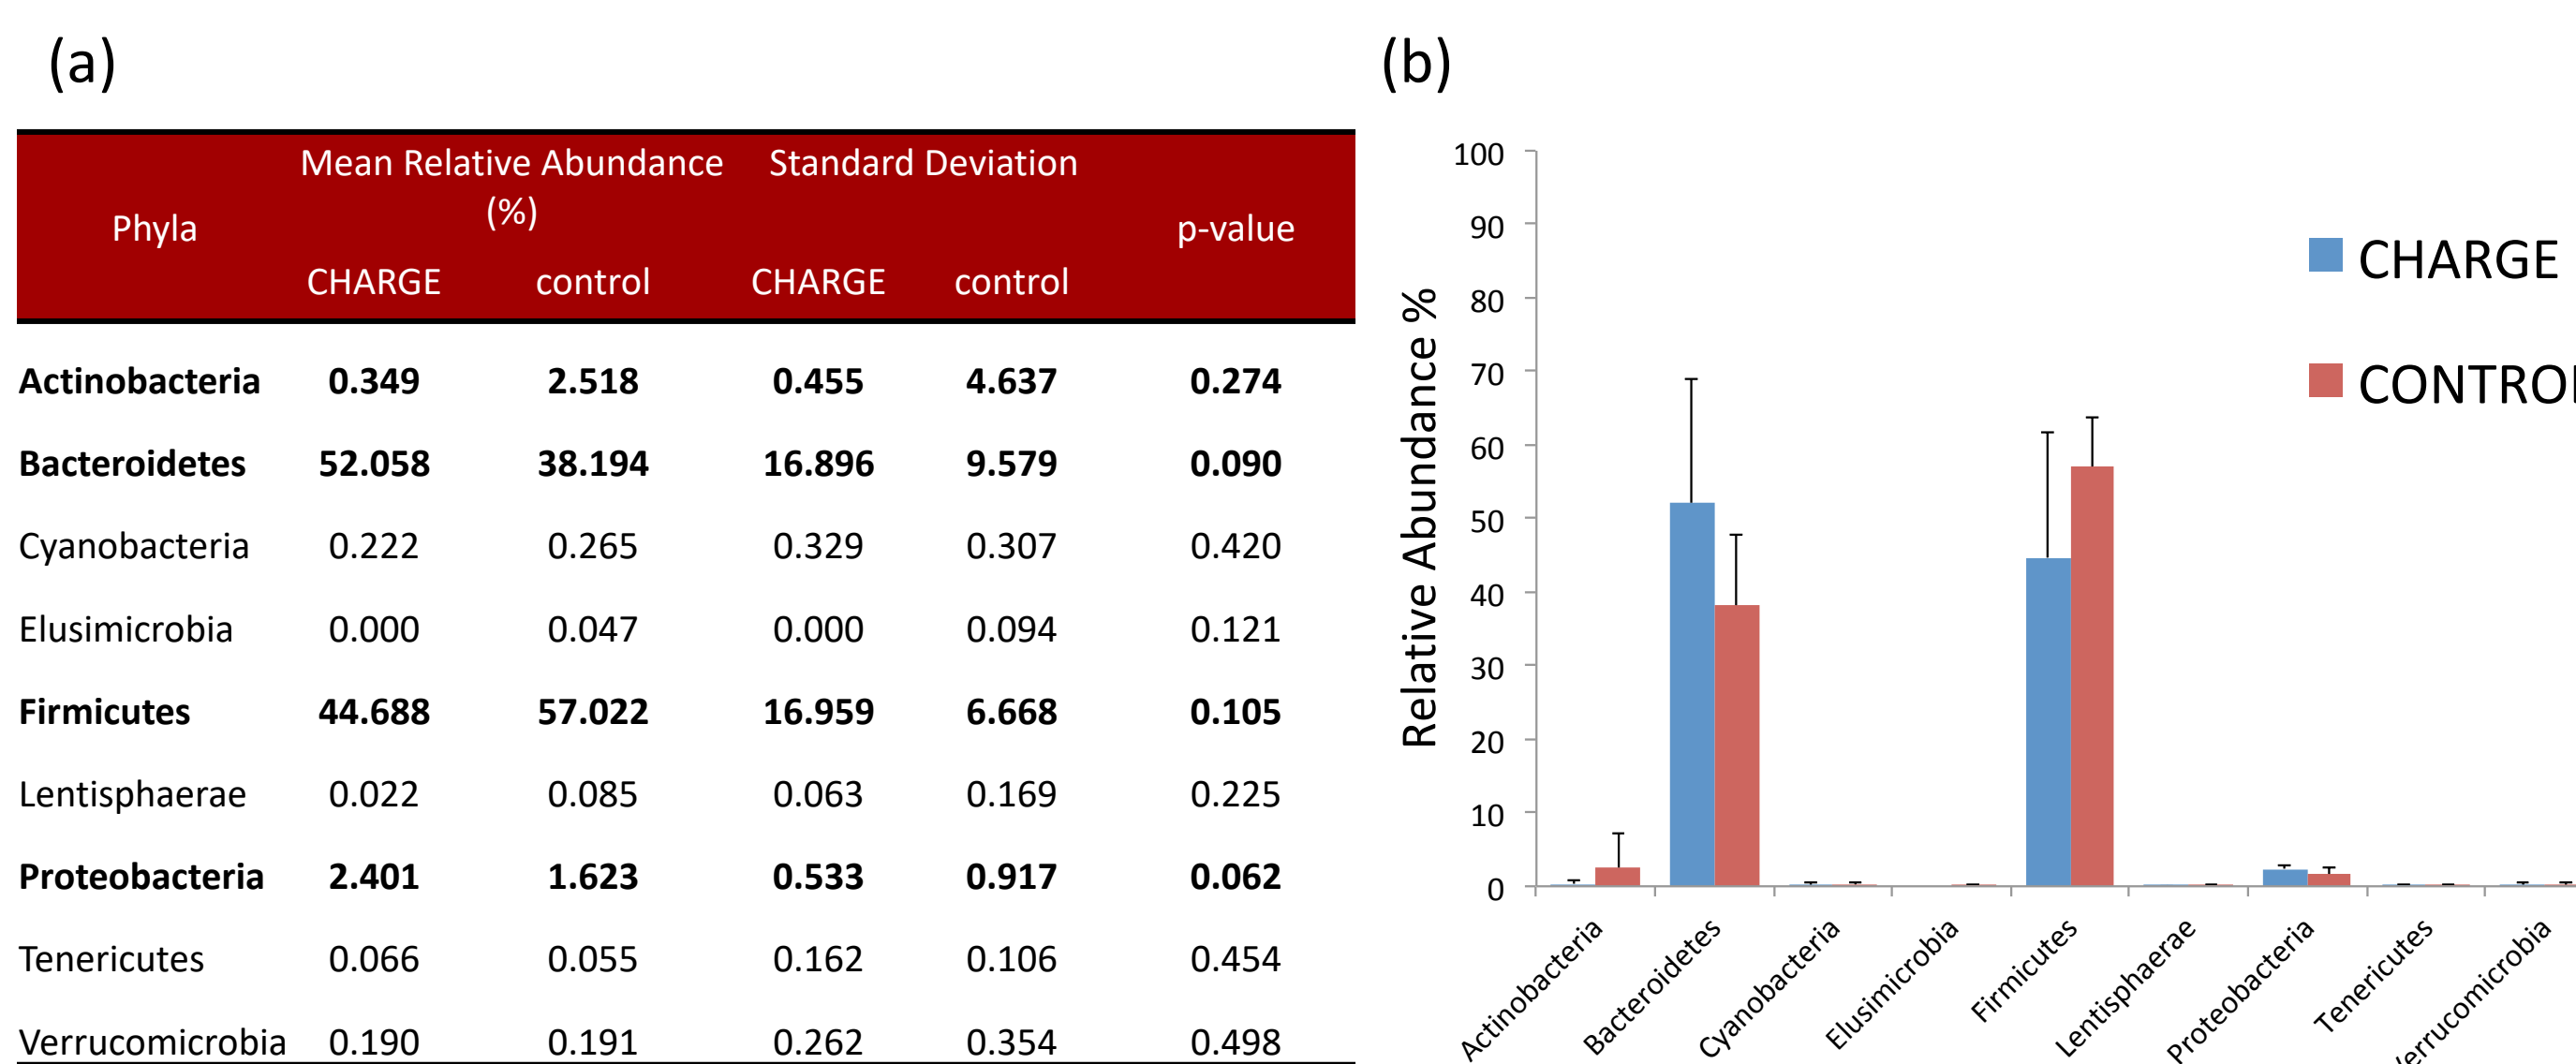 (a)
Mean Relative Abundance (%) Standard Deviation
Phyla p-value
CHARGE control CHARGE control
Actinobacteria 0.349 2.518 0.455 4.637 0.274
Bacteroidetes 52.058 38.194 16.896 9.579 0.090
Cyanobacteria 0.222 0.265 0.329 0.307 0.420
Elusimicrobia 0.000 0.047 0.000 0.094 0.121
Firmicutes 44.688 57.022 16.959 6.668 0.105
Lentisphaerae 0.022 0.085 0.063 0.169 0.225
Proteobacteria 2.401 1.623 0.533 0.917 0.062
Tenericutes 0.066 0.055 0.162 0.106 0.454
Verrucomicrobia 0.190 0.191 0.262 0.354 0.498
(b)
Relative Abundance %
100
90
80
70
60
50
40
30
20
10
0
CHARGE
CONTROL
Actinobacteria
Bacteroidetes
Cyanobacteria
Elusimicrobia
Firmicutes
Lentisphaerae
Proteobacteria
Tenericutes
Verrucomicrobia